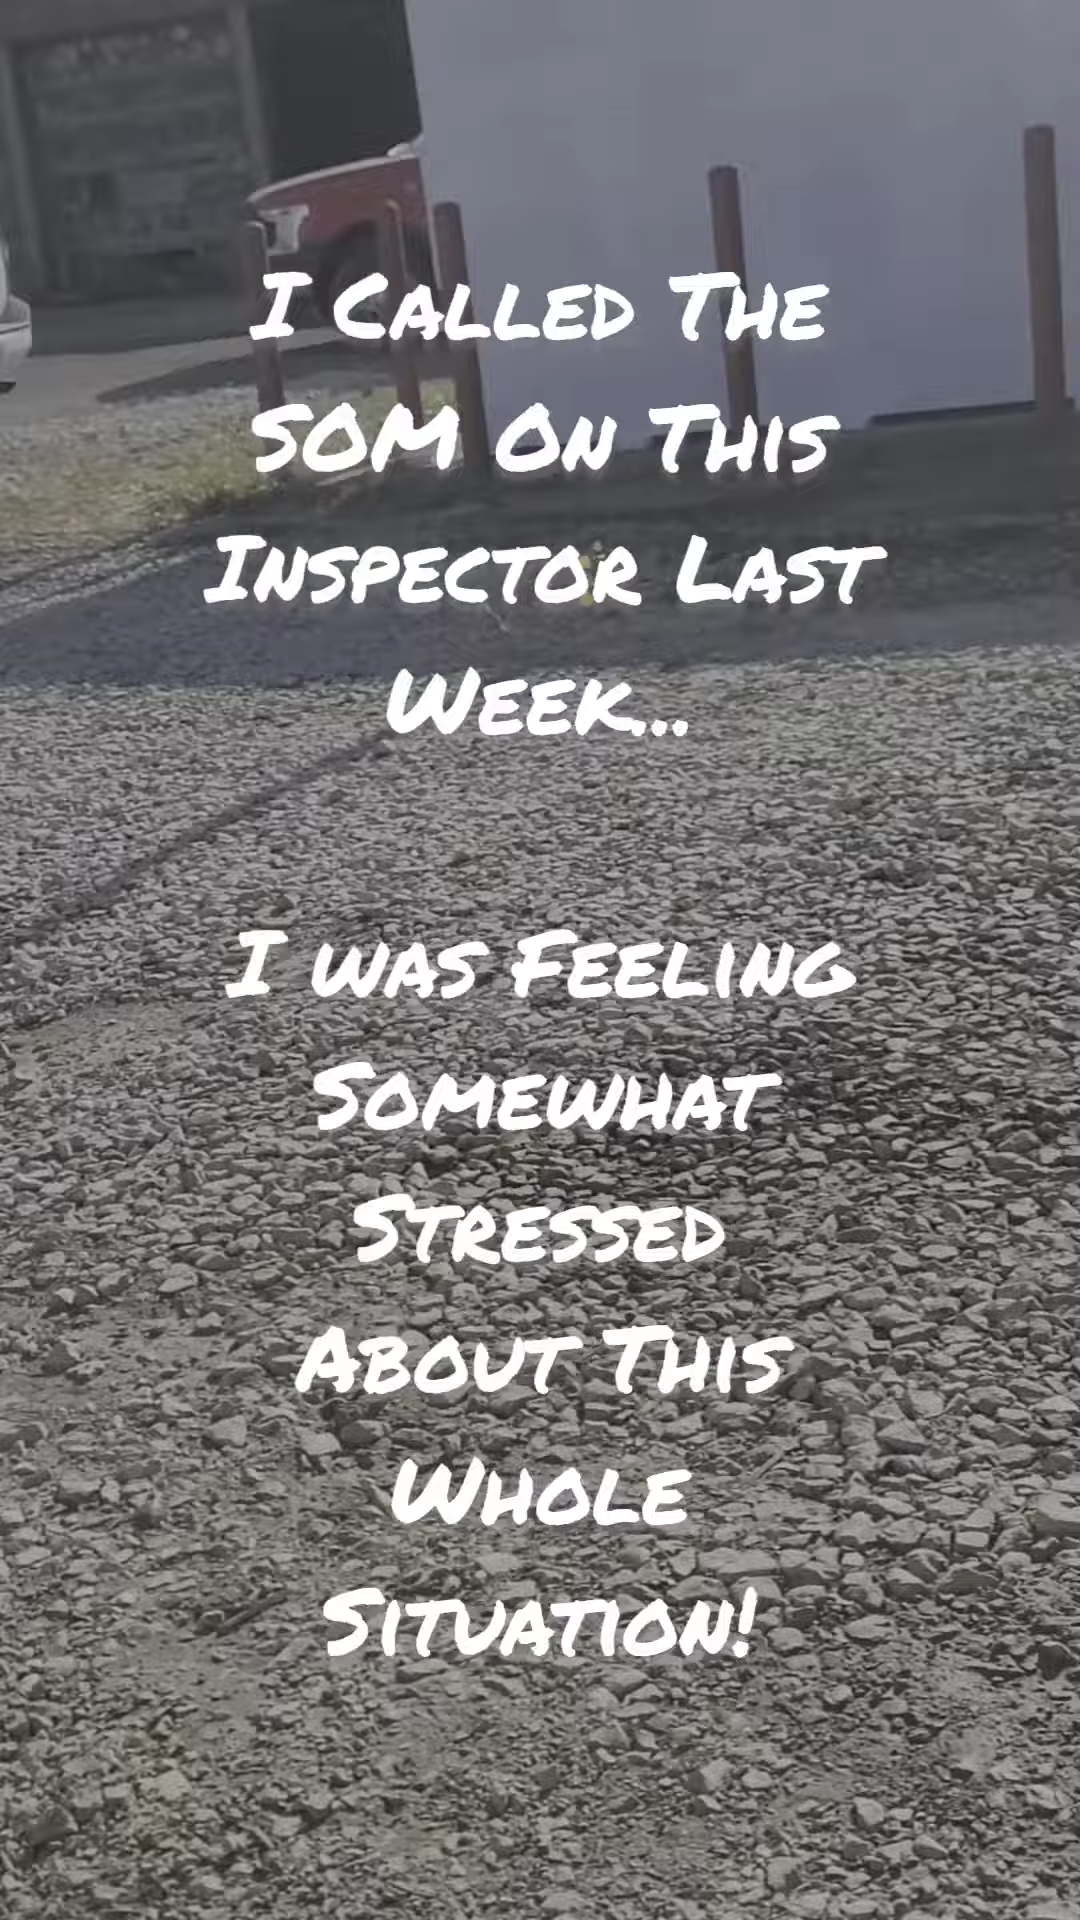 I Called The
SOM On This
Inspector Last
Week...
I was Feeling
Somewhat
Stressed
About This
Whole
Situation!